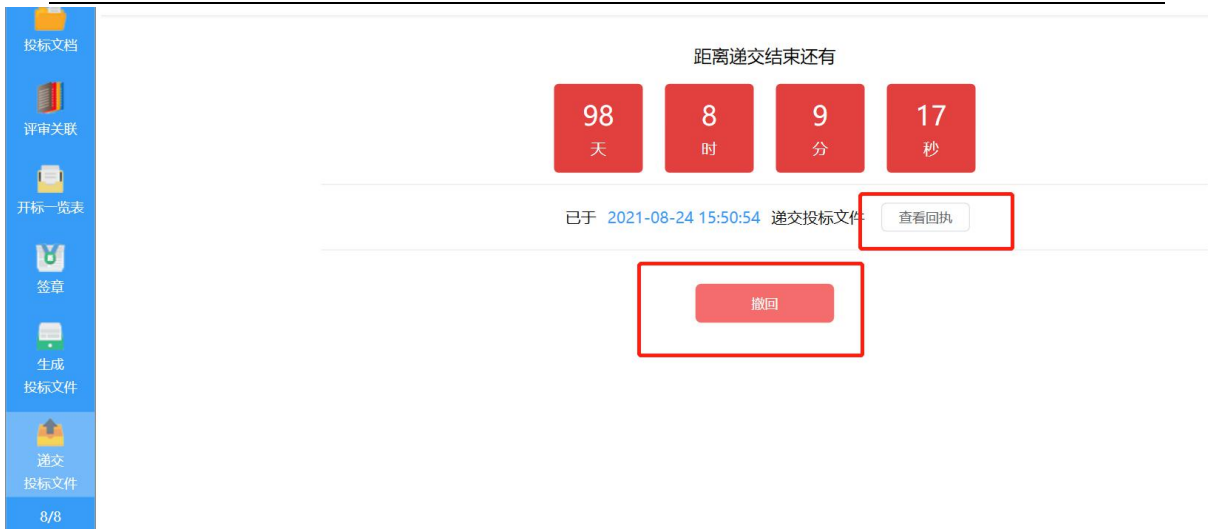 投标文档
评审关联
开标一览表
签章
生成
投标文件
递交
投标文件
8/8
距离递交结束还有
98 8 9 17
天 时 分 秒
已于 2021-08-24 15:50:54 递交投标文件 查看回执
撤回